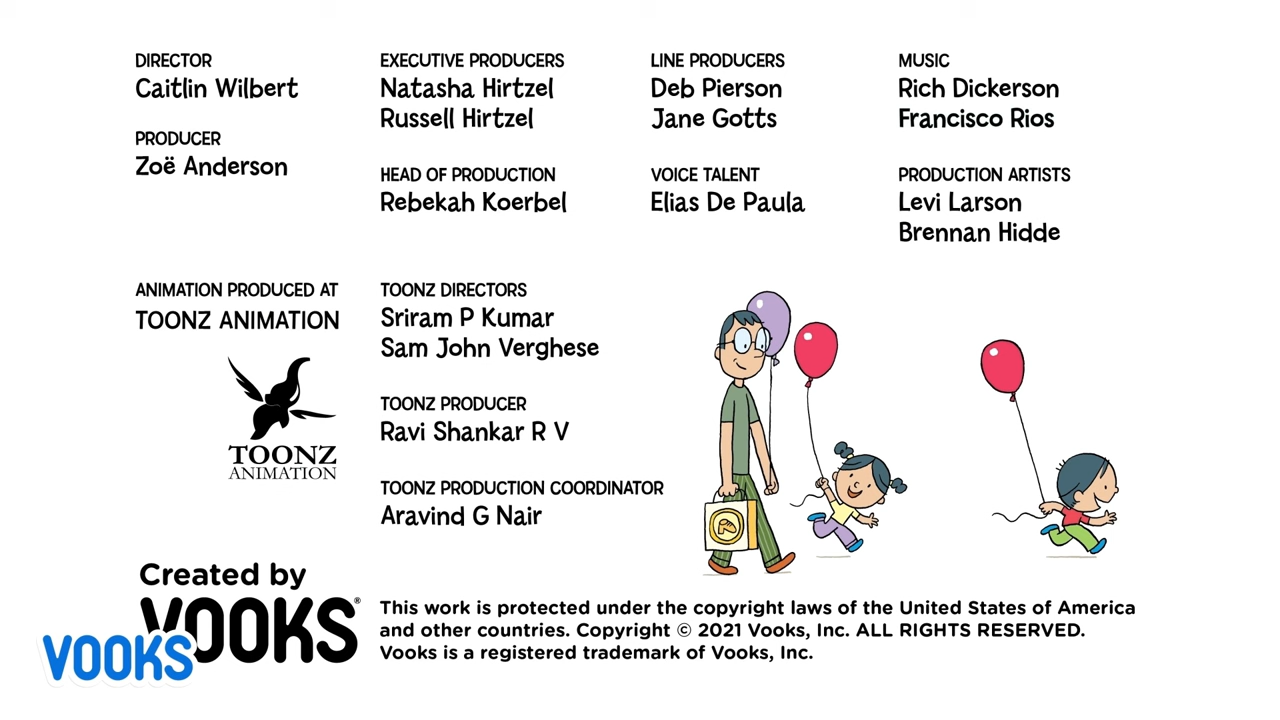 DIRECTOR
Caitlin Wilbert
PRODUCER
Zoë Anderson
EXECUTIVE PRODUCERS
Natasha Hirtzel
Russell Hirtzel
HEAD OF PRODUCTION
Rebekah Koerbel
LINE PRODUCERS
Deb Pierson
Jane Gotts
VOICE TALENT
Elias De Paula
MUSIC
Rich Dickerson
Francisco Rios
PRODUCTION ARTISTS
Levi Larson
Brennan Hidde
ANIMATION PRODUCED AT
TOONZ ANIMATION
TOONZ
ANIMATION
TOONZ DIRECTORS
Sriram P Kumar
Sam John Verghese
TOONZ PRODUCER
Ravi Shankar R V
TOONZ PRODUCTION COORDINATOR
Aravind G Nair
Created by
VOOKS®
VOOKS
This work is protected under the copyright laws of the United States of America
and other countries. Copyright © 2021 Vooks, Inc. ALL RIGHTS RESERVED.
Vooks is a registered trademark of Vooks, Inc.